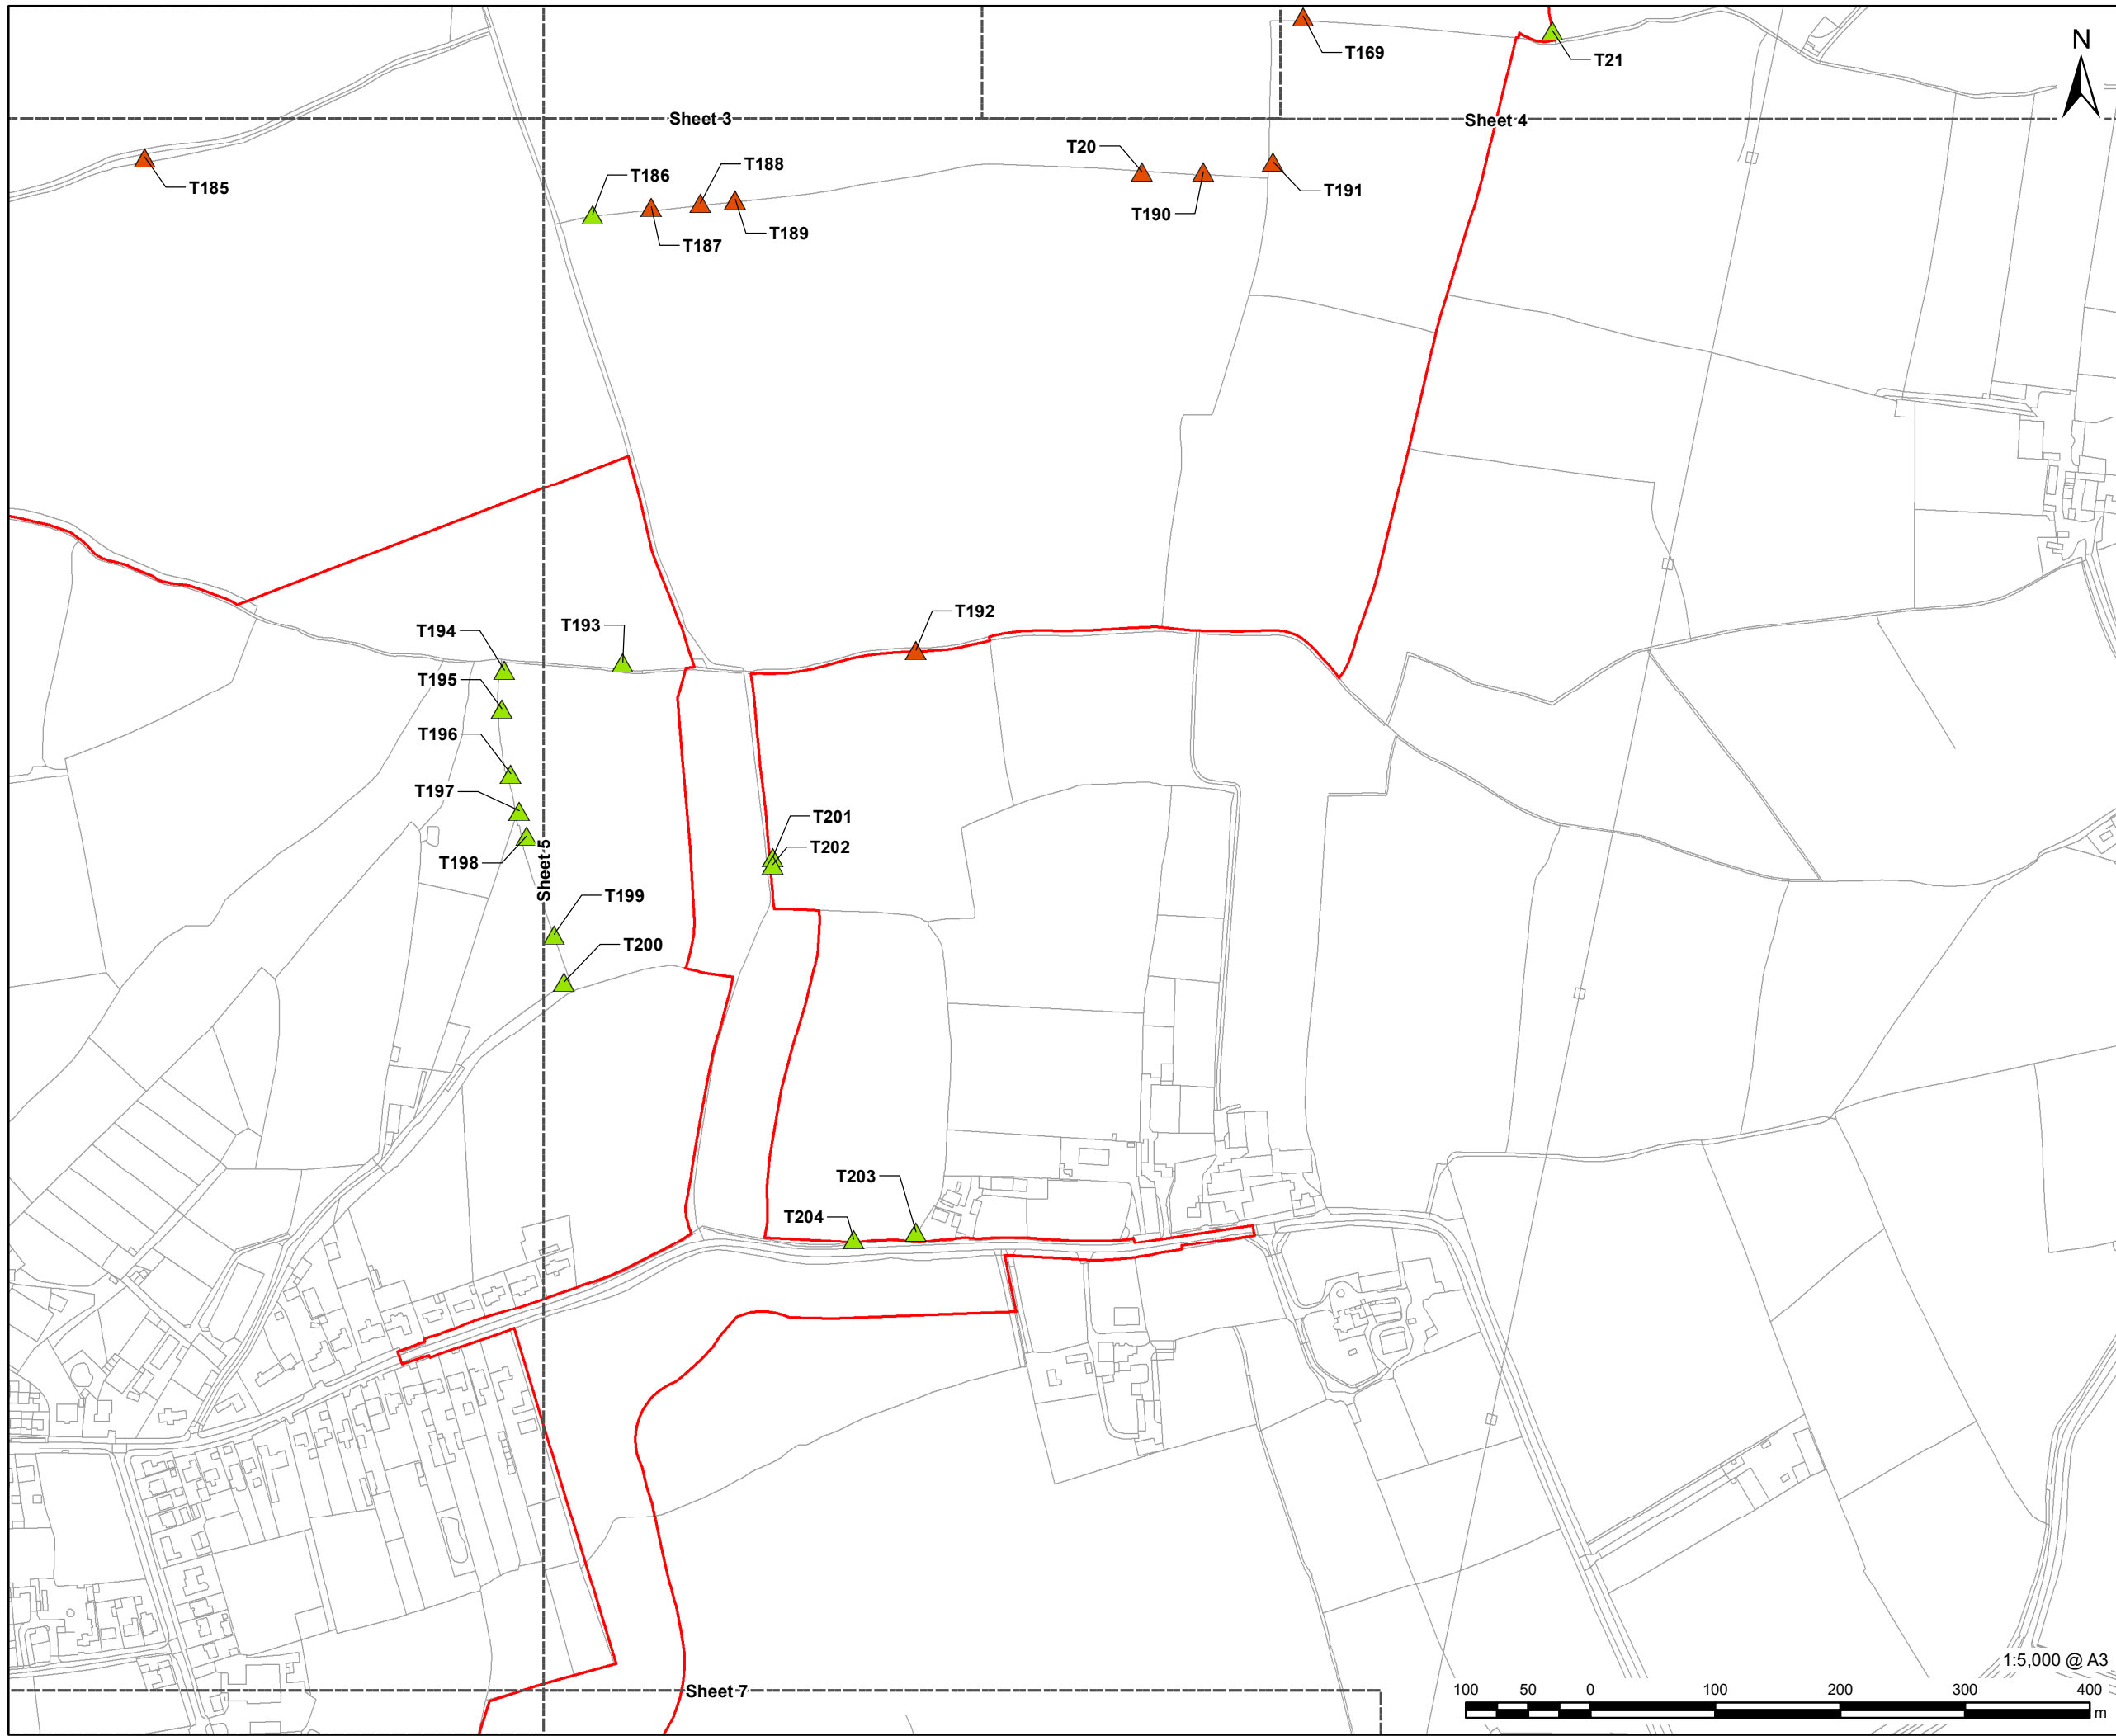 N
T169
T21
Sheet 3
Sheet 4
T20
T188
T186
T185
T191
T190
T189
T187
T192
T193
T194
T195
T196
T197
T201
T202
T198
Sheet 5
T199
T200
T203
T204
1:5,000 @ A3
Sheet 7
100 50 0 100 200 300 400
m